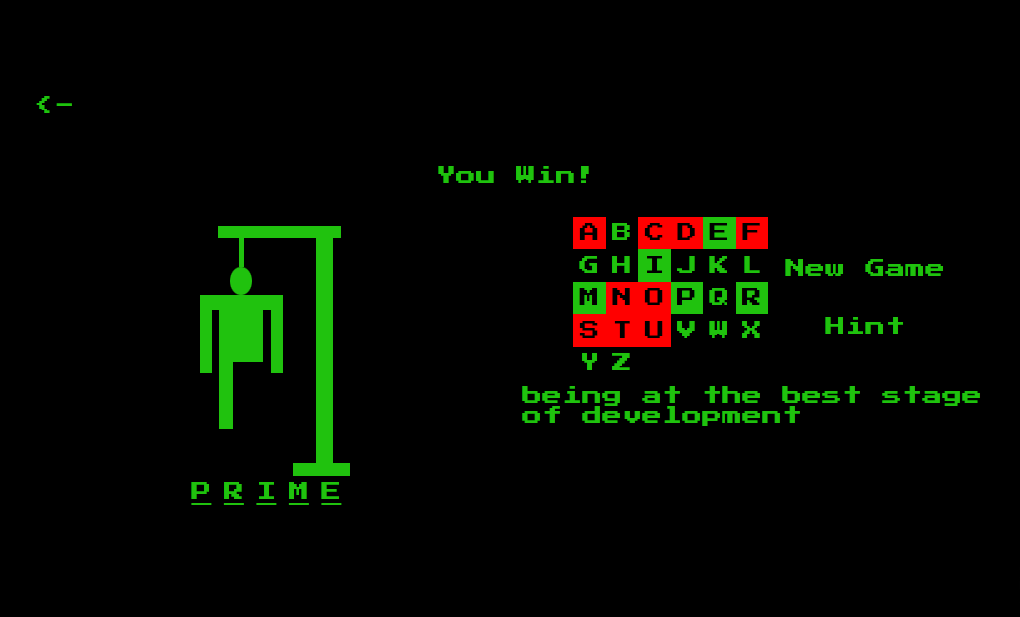 <-
You Win!
A B C D E F
G H I J K L
New Game
M N O P Q R
Hint
S T U V W X
Y Z
being at the best stage
of development
P R I M E